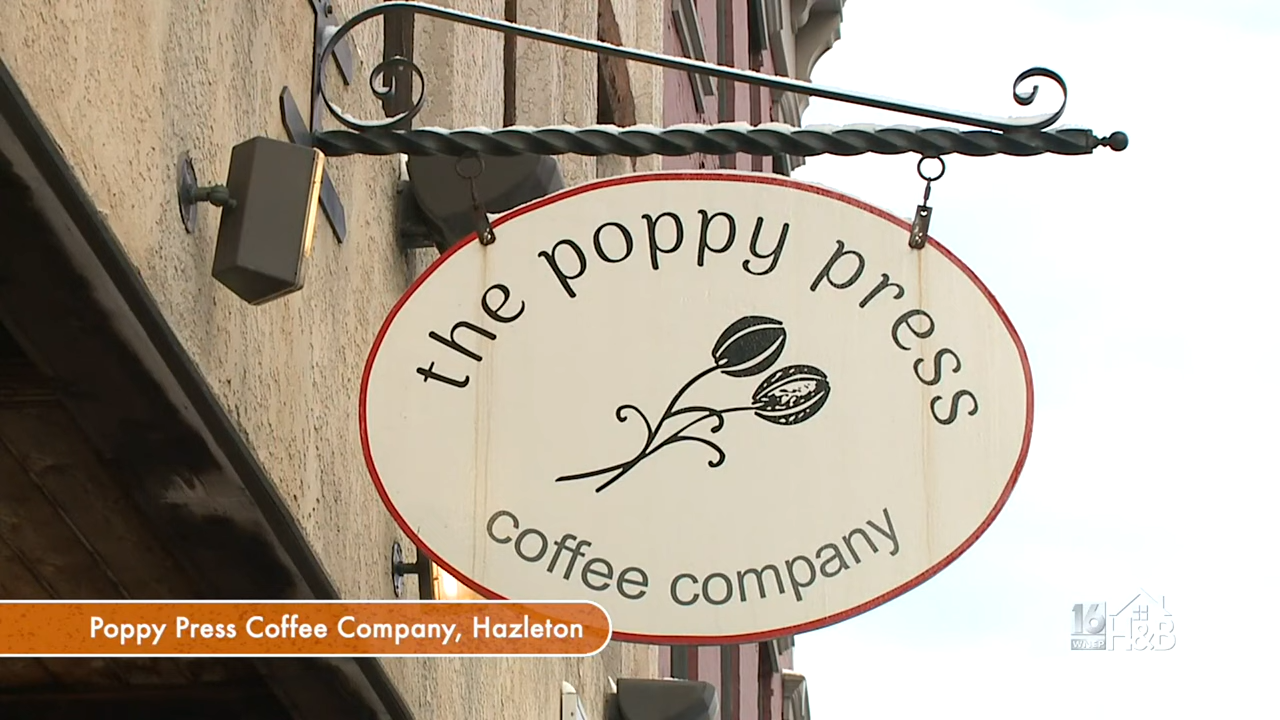 the poppy press
coffee company
Poppy Press Coffee Company, Hazleton
16
WNEP
H&B